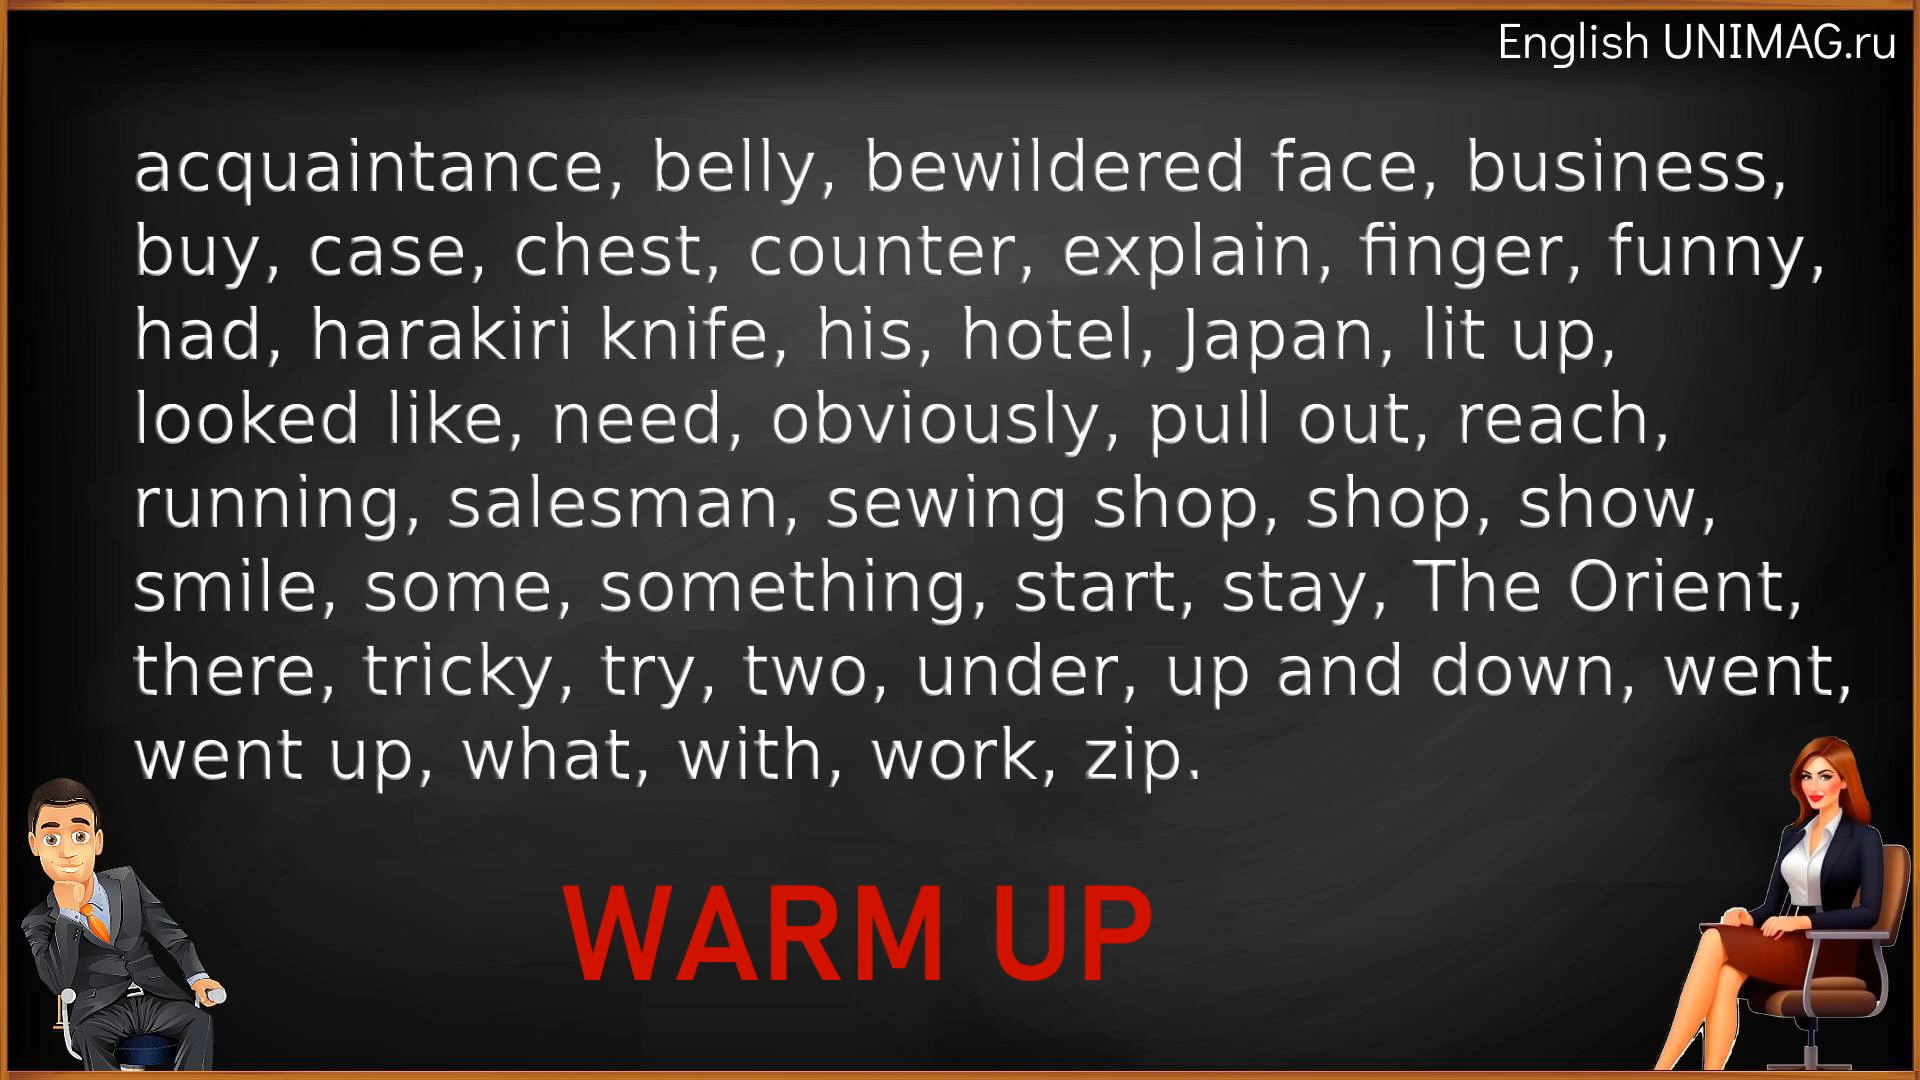 English UNIMAG.ru
acquaintance, belly, bewildered face, business,
buy, case, chest, counter, explain, finger, funny,
had, harakiri knife, his, hotel, Japan, lit up,
looked like, need, obviously, pull out, reach,
running, salesman, sewing shop, shop, show,
smile, some, something, start, stay, The Orient,
there, tricky, try, two, under, up and down, went,
went up, what, with, work, zip.
WARM UP